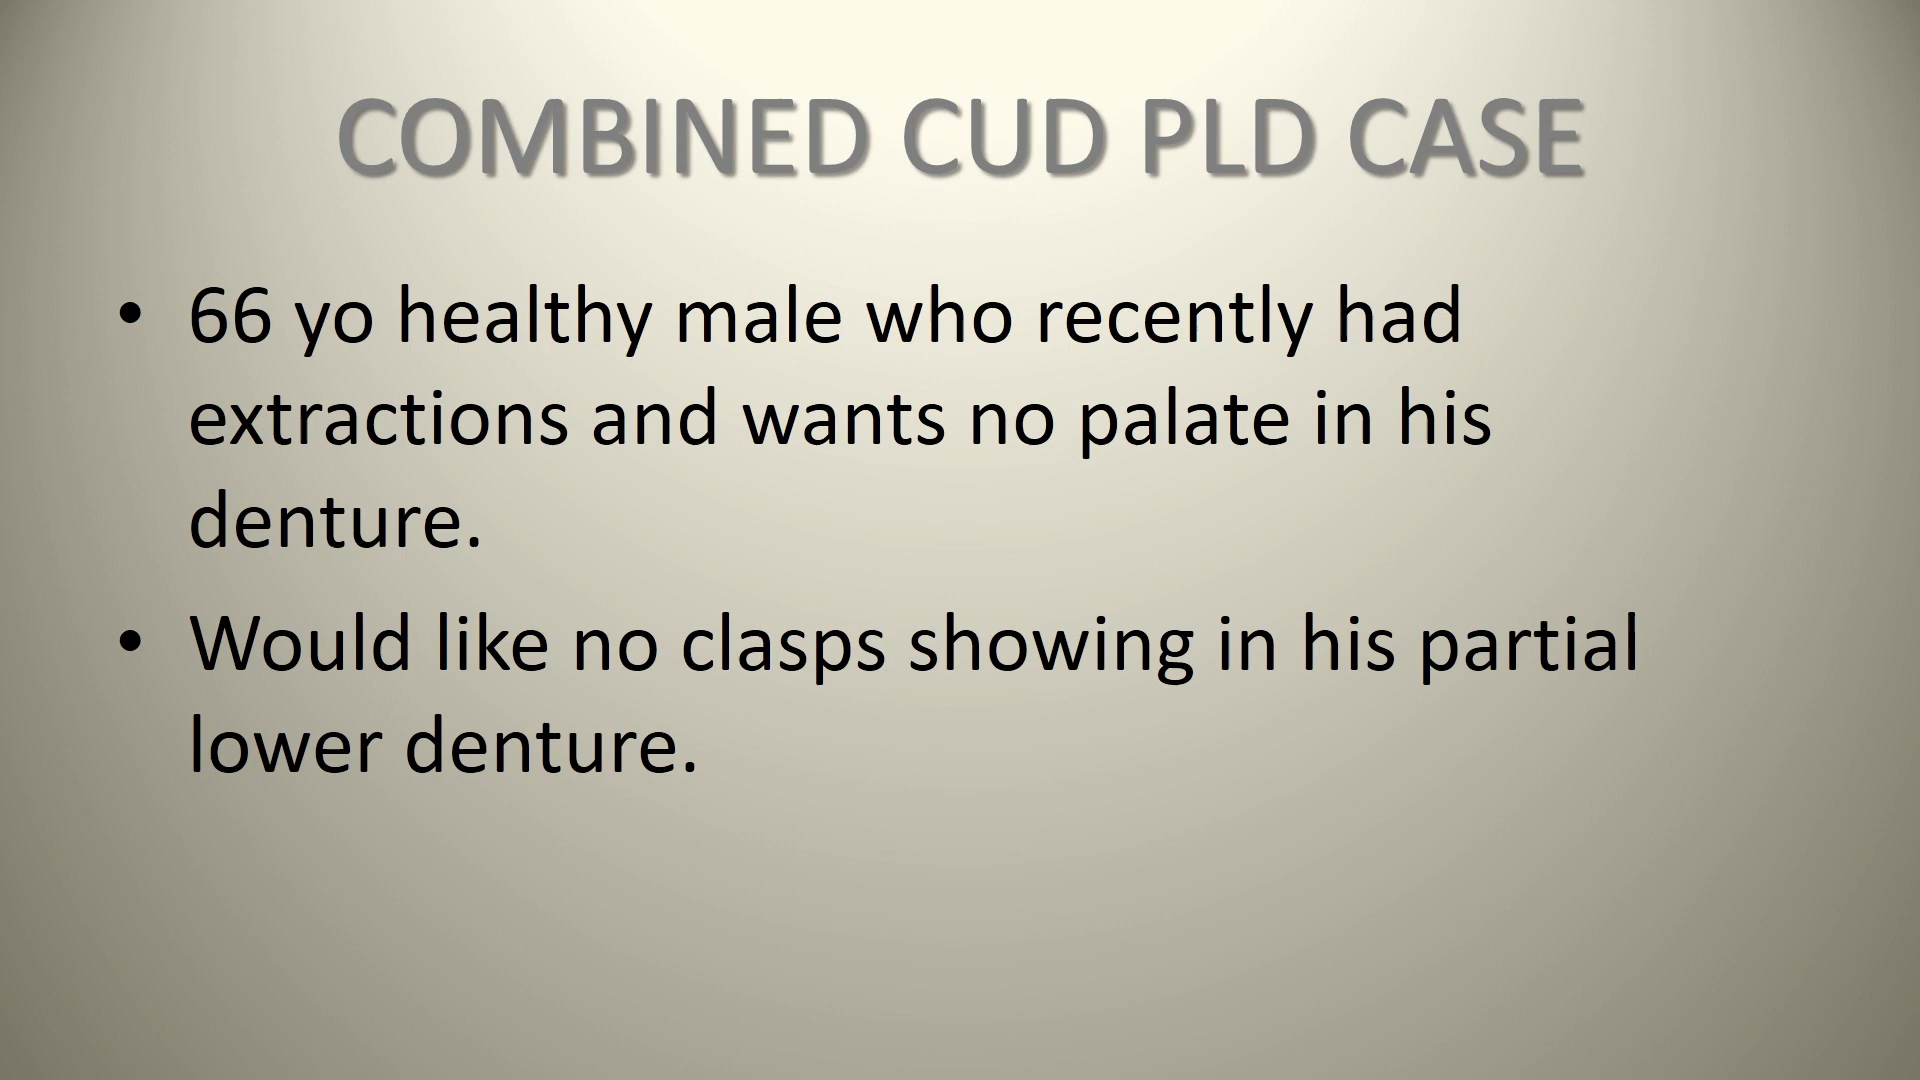 COMBINED CUD PLD CASE
• 66 yo healthy male who recently had
extractions and wants no palate in his
denture.
• Would like no clasps showing in his partial
lower denture.